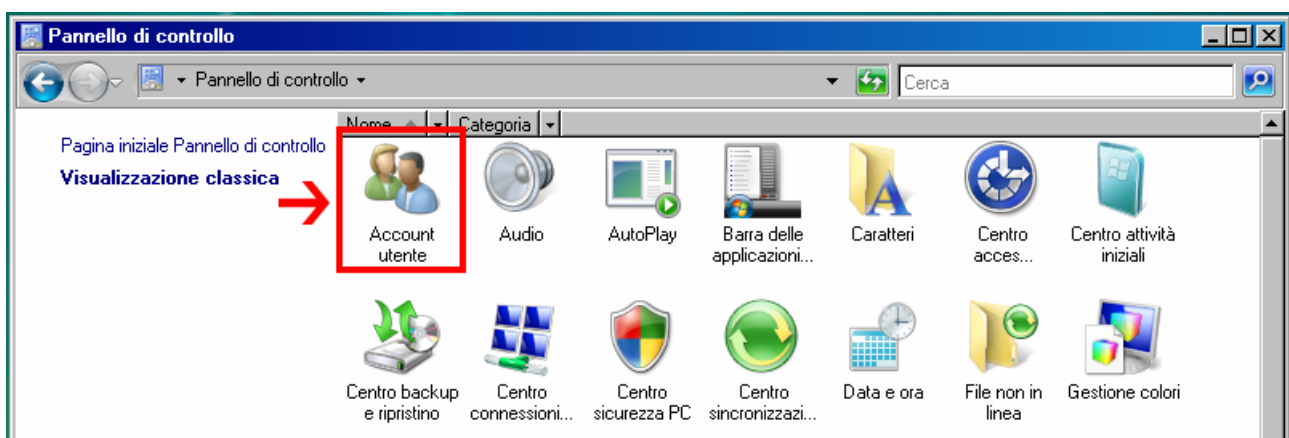 Pannello di controllo
Pannello di controllo
Cerca
Nome
Categoria
Pagina iniziale Pannello di controllo
Visualizzazione classica
Account
utente
Audio
AutoPlay
Barra delle
applicazioni...
Caratteri
Centro
acces...
Centro attività
iniziali
Centro backup
e ripristino
Centro
connessioni...
Centro
sicurezza PC
Centro
sincronizzazi...
Data e ora
File non in
linea
Gestione colori